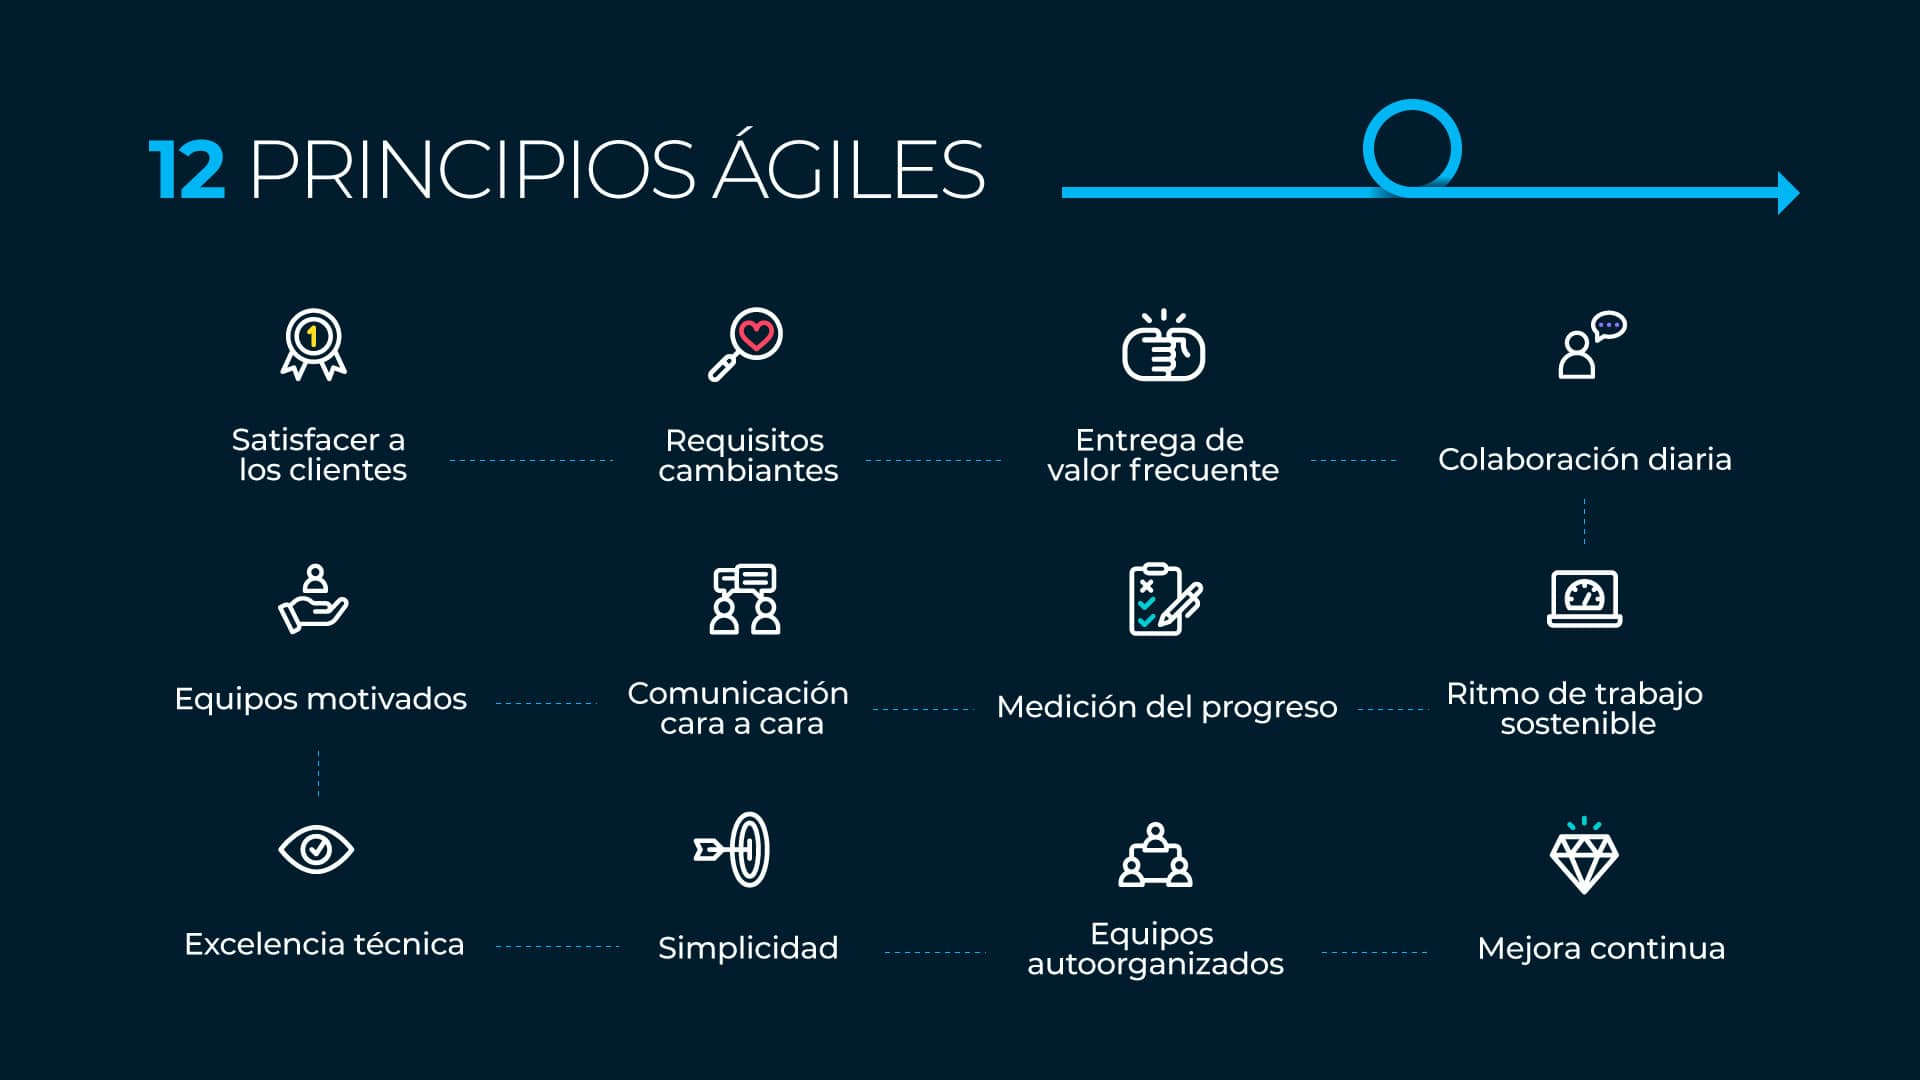 12 PRINCIPIOS ÁGILES
1
Satisfacer a
los clientes
Requisitos
cambiantes
Entrega de
valor frecuente
Colaboración diaria
Equipos motivados
Comunicación
cara a cara
Medición del progreso
Ritmo de trabajo
sostenible
Excelencia técnica
Simplicidad
Equipos
autoorganizados
Mejora continua